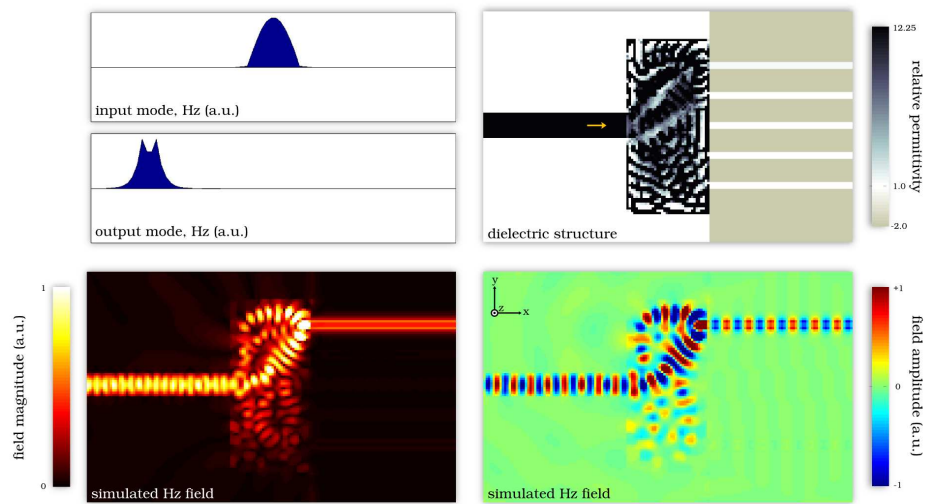 input mode, Hz (a.u.)
output mode, Hz (a.u.)
dielectric structure
12.25
1.0
-2.0
relative permittivity
field magnitude (a.u.)
1
0
simulated Hz field
y
z
x
simulated Hz field
+1
0
-1
field amplitude (a.u.)